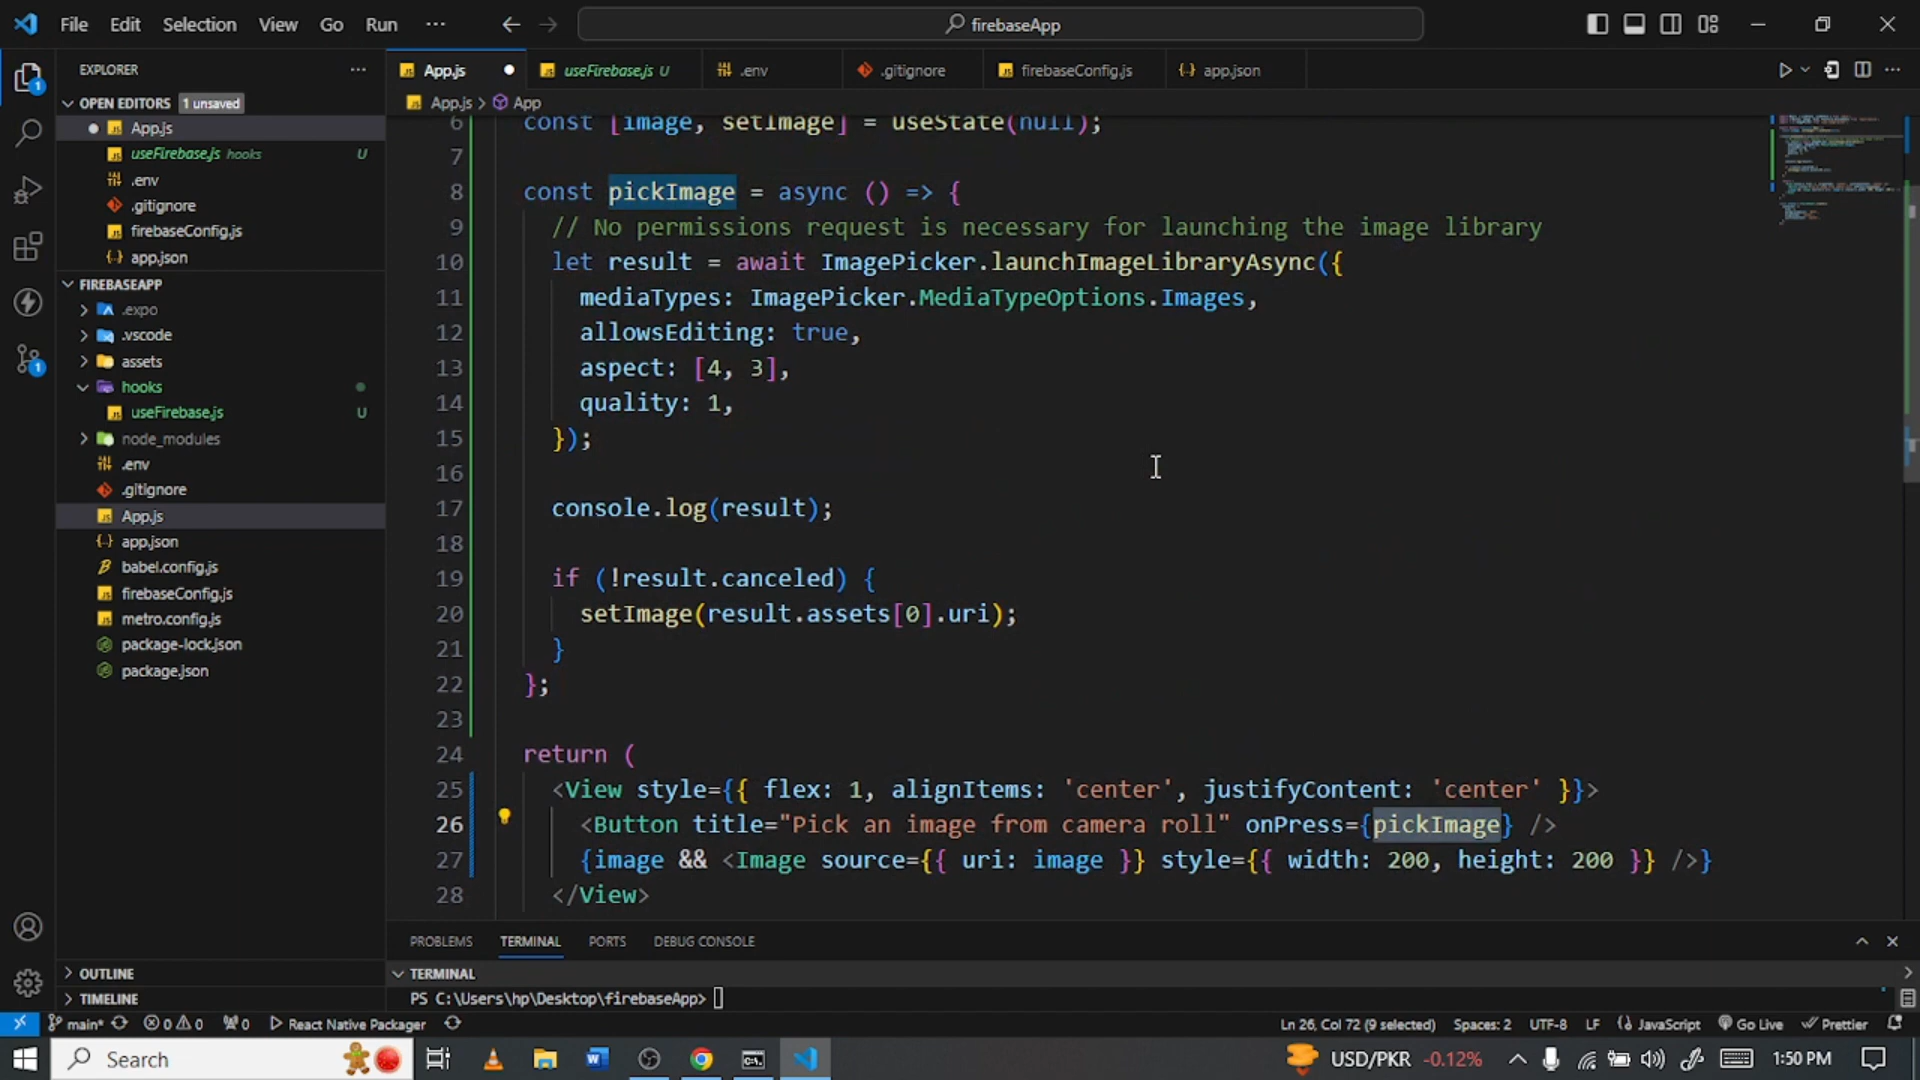 File Edit Selection View Go Run ···
firebaseApp
EXPLORER ···
OPEN EDITORS 1 unsaved
App.js
useFirebase.js hooks U
.env
.gitignore
firebaseConfig.js
app.json
FIREBASEAPP
.expo
.vscode
assets
hooks
useFirebase.js U
node_modules
.env
.gitignore
App.js
app.json
babel.config.js
firebaseConfig.js
metro.config.js
package-lock.json
package.json
OUTLINE
TIMELINE
App.js useFirebase.js U .env .gitignore firebaseConfig.js app.json
App.js > App
6 const [image, setImage] = useState(null);
7
8 const pickImage = async () => {
9 // No permissions request is necessary for launching the image library
10 let result = await ImagePicker.launchImageLibraryAsync({
11 mediaTypes: ImagePicker.MediaTypeOptions.Images,
12 allowsEditing: true,
13 aspect: [4, 3],
14 quality: 1,
15 });
16
17 console.log(result);
18
19 if (!result.canceled) {
20 setImage(result.assets[0].uri);
21 }
22 };
23
24 return (
25 <View style={{ flex: 1, alignItems: 'center', justifyContent: 'center' }}>
26 <Button title="Pick an image from camera roll" onPress={pickImage} />
27 {image && <Image source={{ uri: image }} style={{ width: 200, height: 200 }} />}
28 </View>
PROBLEMS TERMINAL PORTS DEBUG CONSOLE
TERMINAL
PS C:\Users\hp\Desktop\firebaseApp>
main* 0 0 0 React Native Packager Ln 26, Col 72 (9 selected) Spaces: 2 UTF-8 LF JavaScript Go Live Prettier
Search USD/PKR -0.12% 1:50 PM